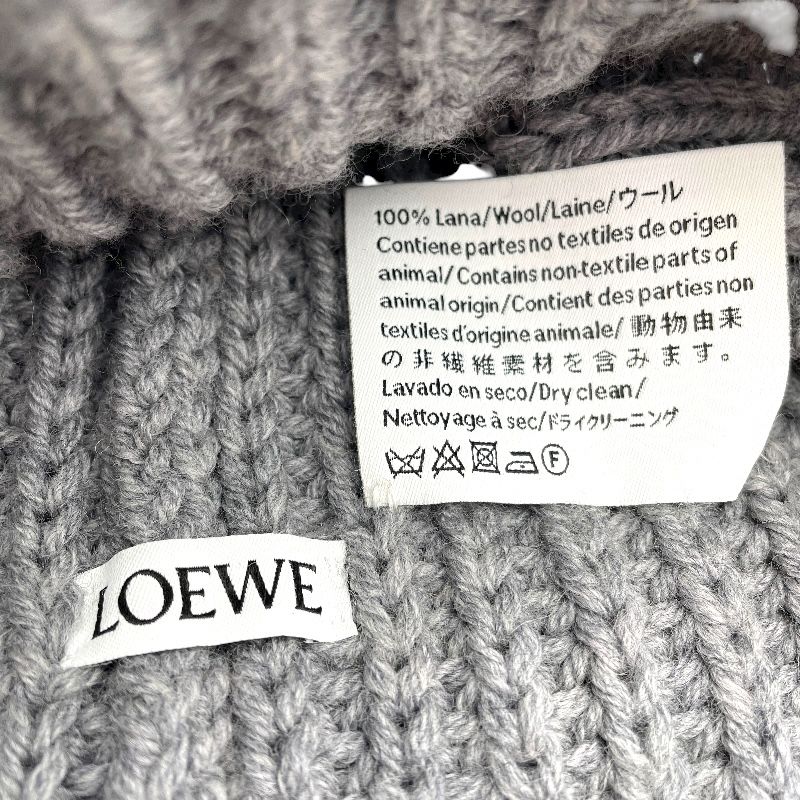 100% Lana/Wool/Laine/ウール
Contiene partes no textiles de origen
animal/Contains non-textile parts of
animal origin/Contient des parties non
textiles d'origine animale/動物由来
の非繊維素材を含みます。
Lavado en seco/Dry clean/
Nettoyage à sec/ドライクリーニング
F
LOEWE